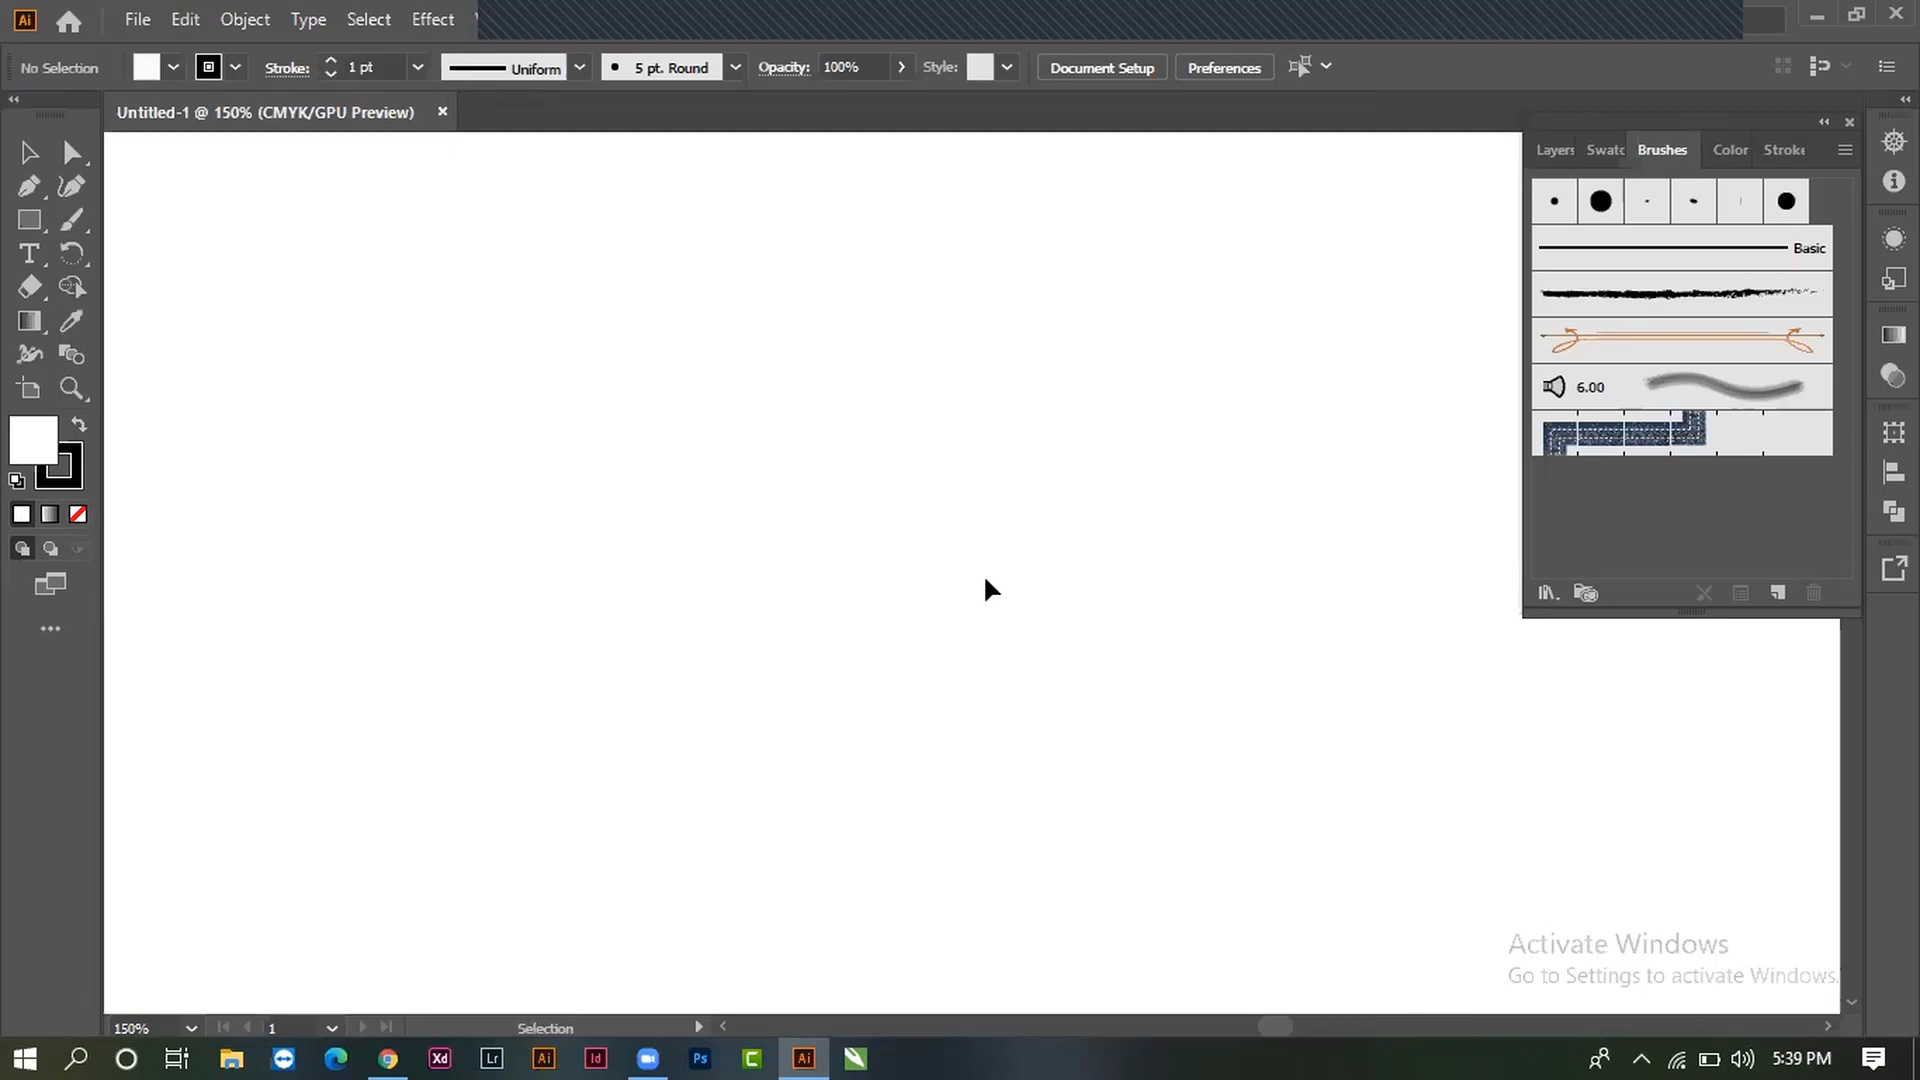 Ai File Edit Object Type Select Effect
No Selection Stroke: 1 pt Uniform 5 pt. Round Opacity: 100% Style: Document Setup Preferences
Untitled-1 @ 150% (CMYK/GPU Preview)
Layers Swatc Brushes Color Stroke
Basic
6.00
T
Activate Windows
Go to Settings to activate Windows.
150% 1 Selection
Xd Lr Ai Id Ps C Ai 5:39 PM